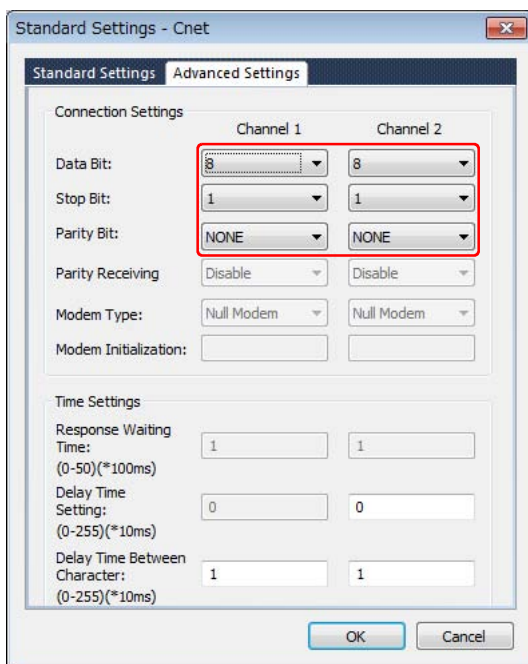 Standard Settings - Cnet
Standard Settings Advanced Settings
Connection Settings
Channel 1 Channel 2
Data Bit: 8 8
Stop Bit: 1 1
Parity Bit: NONE NONE
Parity Receiving Disable Disable
Modem Type: Null Modem Null Modem
Modem Initialization:
Time Settings
Response Waiting
Time: 1 1
(0-50)(*100ms)
Delay Time
Setting: 0 0
(0-255)(*10ms)
Delay Time Between
Character: 1 1
(0-255)(*10ms)
OK Cancel